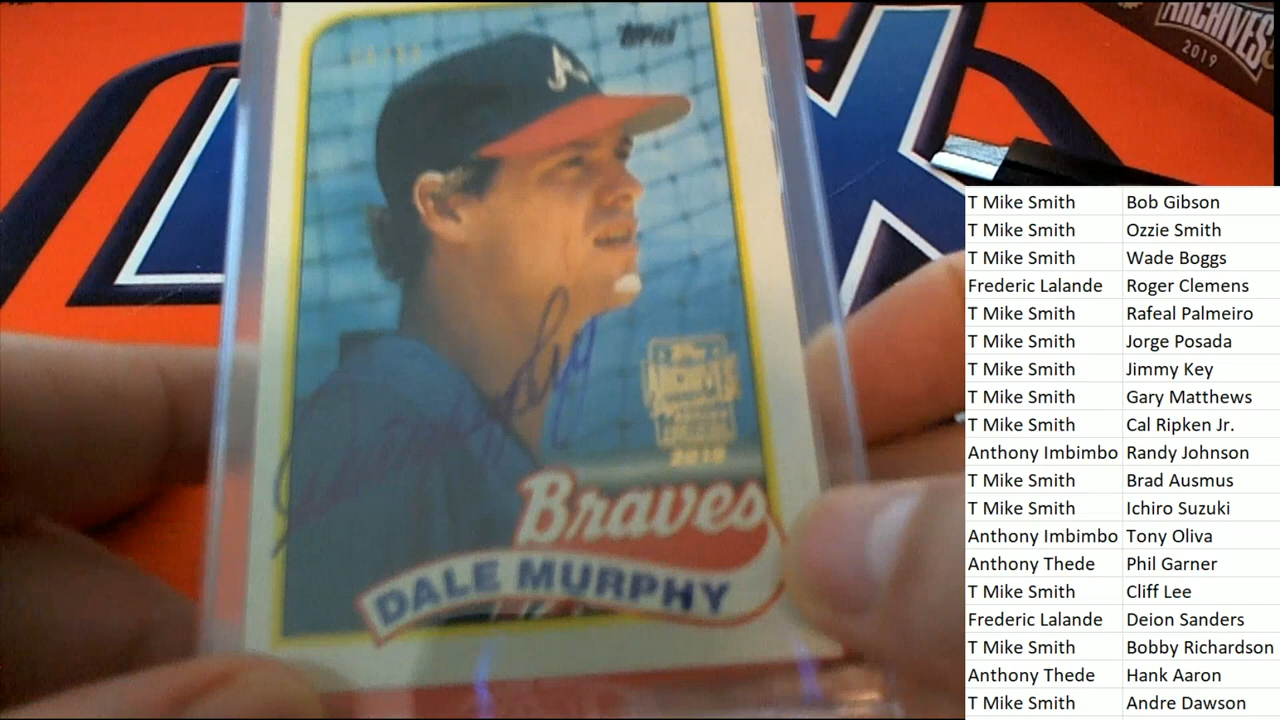 ARCHIVES
2019
Topps
A
Topps
ARCHIVES
Signature
2019
Braves
DALE MURPHY
T Mike Smith Bob Gibson
T Mike Smith Ozzie Smith
T Mike Smith Wade Boggs
Frederic Lalande Roger Clemens
T Mike Smith Rafeal Palmeiro
T Mike Smith Jorge Posada
T Mike Smith Jimmy Key
T Mike Smith Gary Matthews
T Mike Smith Cal Ripken Jr.
Anthony Imbimbo Randy Johnson
T Mike Smith Brad Ausmus
T Mike Smith Ichiro Suzuki
Anthony Imbimbo Tony Oliva
Anthony Thede Phil Garner
T Mike Smith Cliff Lee
Frederic Lalande Deion Sanders
T Mike Smith Bobby Richardson
Anthony Thede Hank Aaron
T Mike Smith Andre Dawson